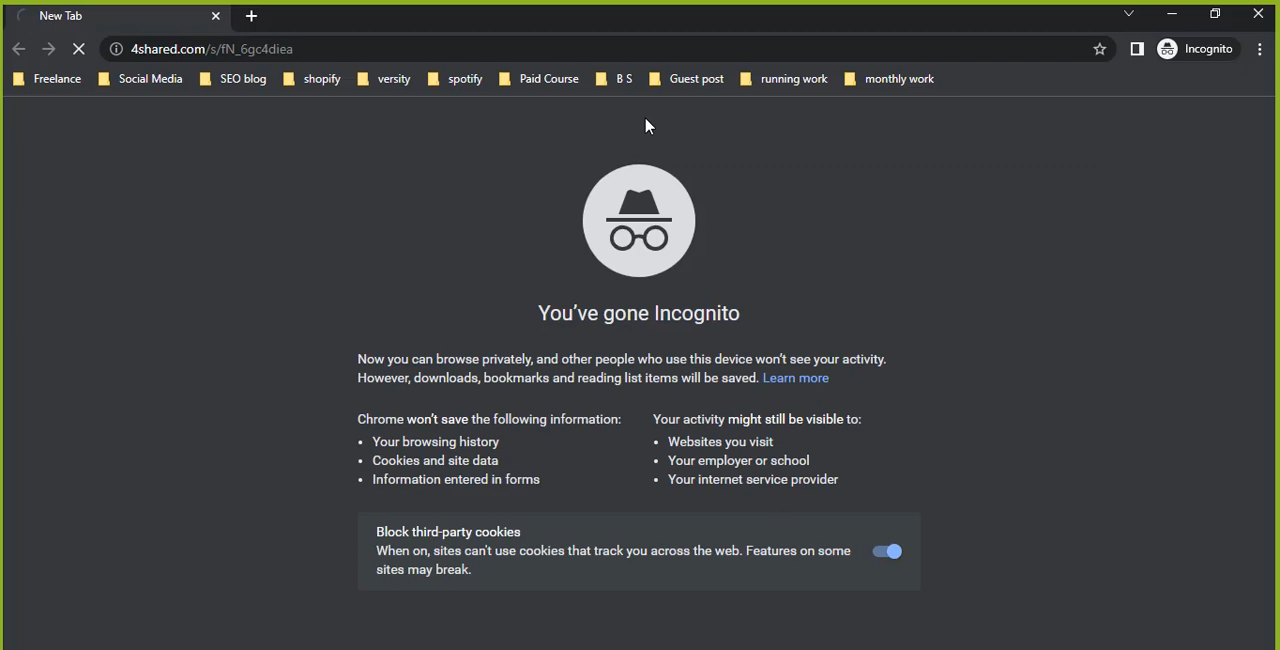 New Tab
4shared.com/s/fN_6gc4diea
Incognito
Freelance Social Media SEO blog shopify versity spotify Paid Course B S Guest post running work monthly work
You've gone Incognito
Now you can browse privately, and other people who use this device won't see your activity.
However, downloads, bookmarks and reading list items will be saved. Learn more
Chrome won't save the following information:
• Your browsing history
• Cookies and site data
• Information entered in forms
Your activity might still be visible to:
• Websites you visit
• Your employer or school
• Your internet service provider
Block third-party cookies
When on, sites can't use cookies that track you across the web. Features on some
sites may break.